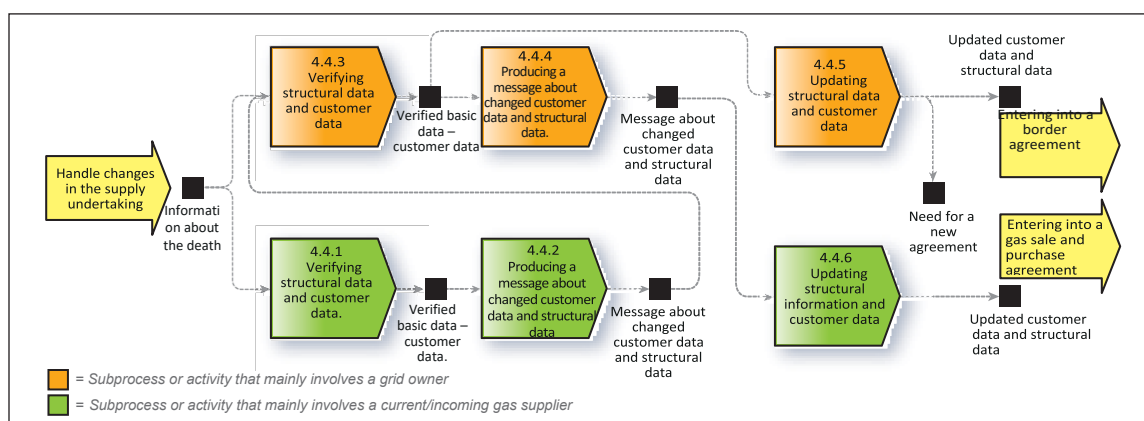 4.4.3
Verifying
structural data
and customer
data
Verified basic
data –
customer data
4.4.4
Producing a
message about
changed customer
data and structural
data.
Message about
changed
customer data
and structural
data
4.4.5
Updating
structural data
and customer
data
Updated customer
data and
structural data
Entering into a
border
agreement
Handle changes
in the supply
undertaking
Informati
on about
the death
Need for a
new
agreement
Entering into a
gas sale and
purchase
agreement
4.4.1
Verifying
structural data
and customer
data.
Verified
basic data –
customer
data.
4.4.2
Producing a
message about
changed customer
data and structural
data
Message about
changed
customer data
and structural
data
4.4.6
Updating
structural
information and
customer data
Updated customer
data and structural
data
= Subprocess or activity that mainly involves a grid owner
= Subprocess or activity that mainly involves a current/incoming gas supplier